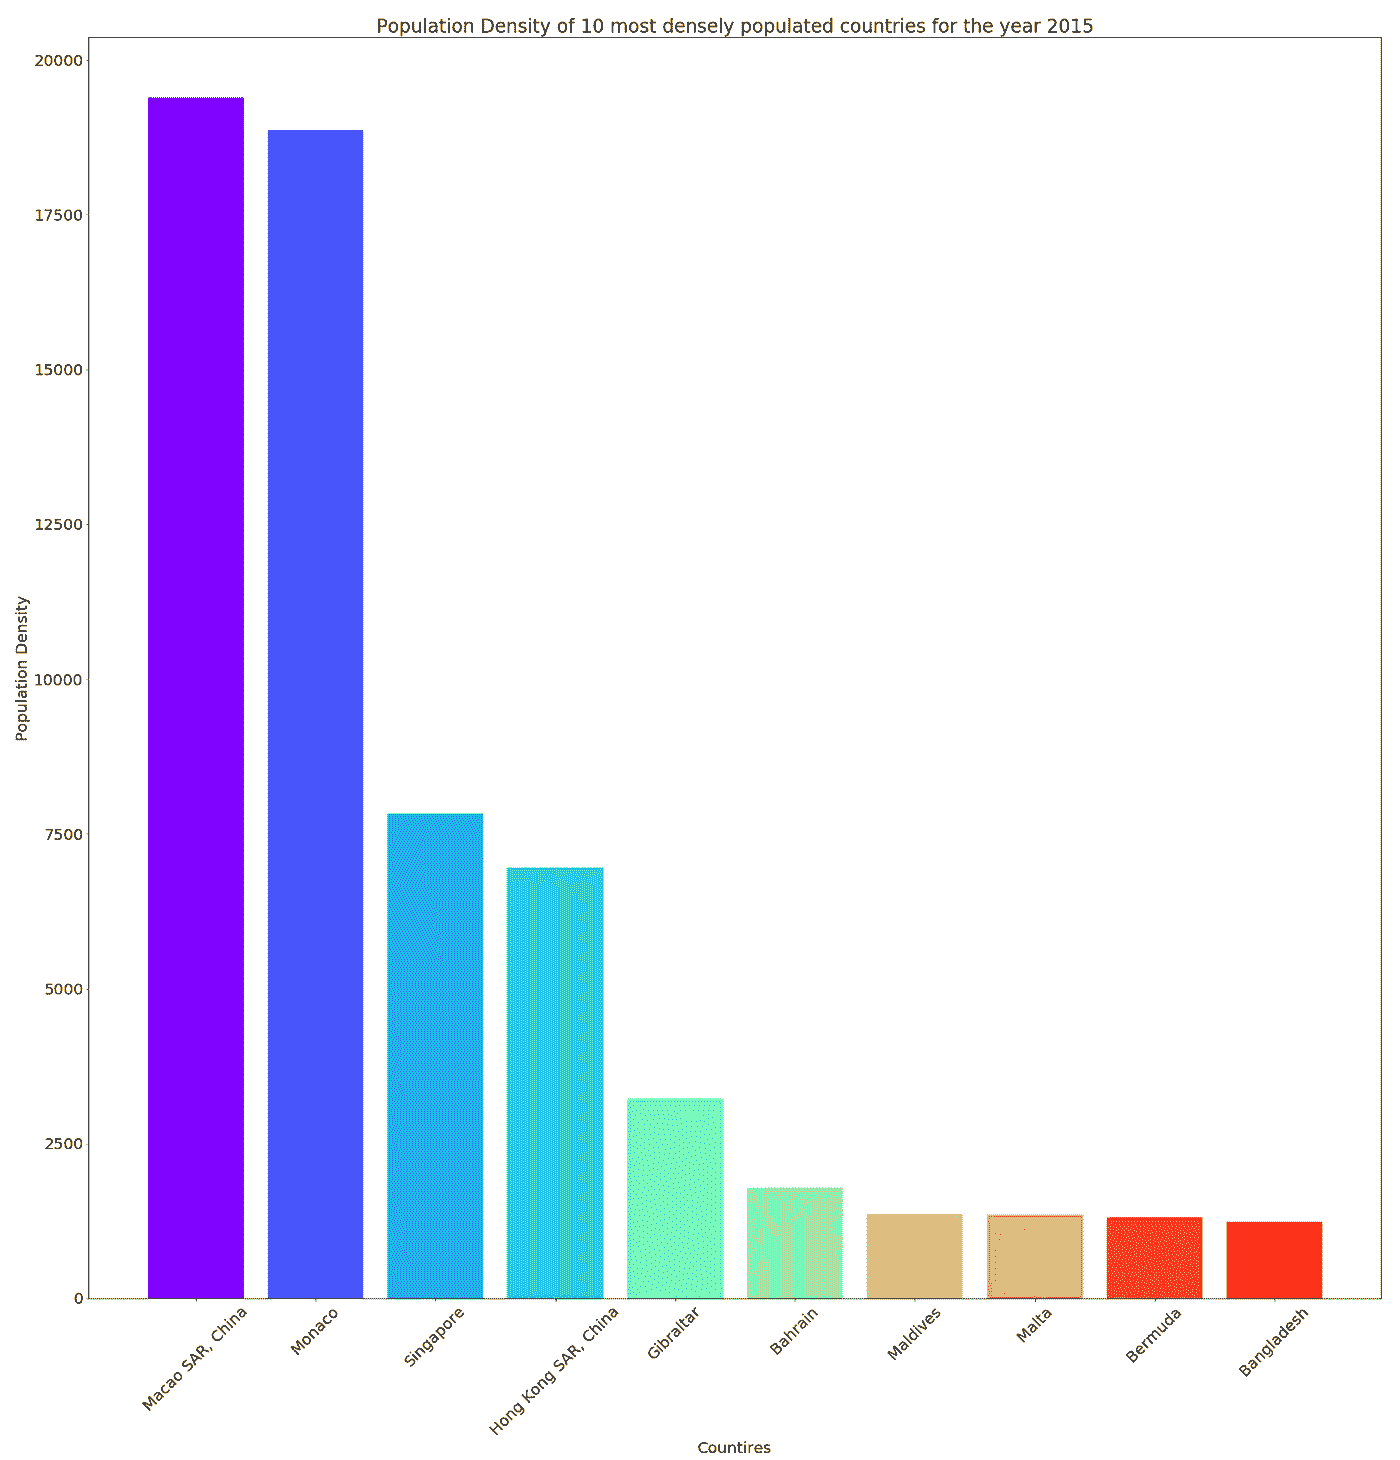 Population Density of 10 most densely populated countries for the year 2015
20000
17500
15000
12500
10000
7500
5000
2500
0
Population Density
Macao SAR, China
Monaco
Singapore
Hong Kong SAR, China
Gibraltar
Bahrain
Maldives
Malta
Bermuda
Bangladesh
Countires